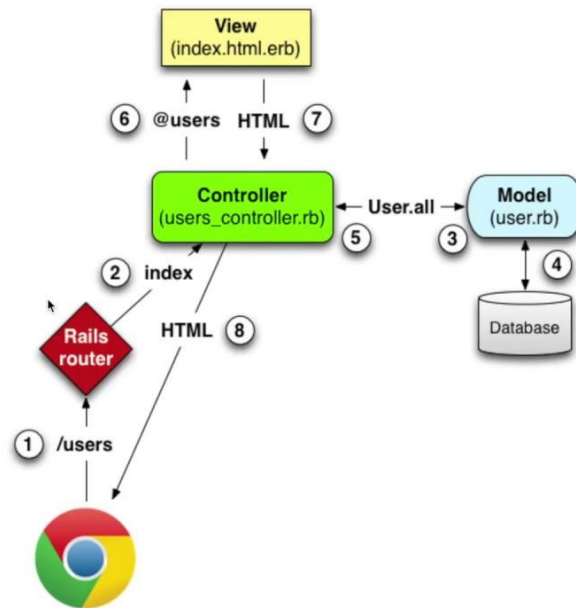 View
(index.html.erb)
6 @users HTML 7
Controller
(users_controller.rb)
User.all
Model
(user.rb)
5
3
4
2 index
Database
Rails
router
HTML 8
1 /users